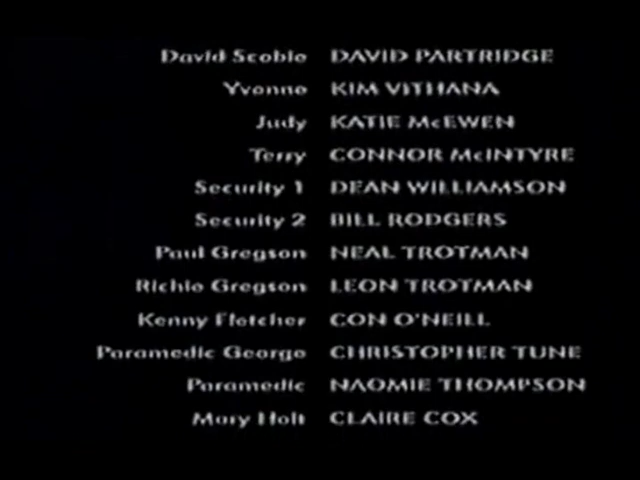 David Scobie DAVID PARTRIDGE
Yvonne KIM VITHANA
Judy KATIE McEWEN
Terry CONNOR McINTYRE
Security 1 DEAN WILLIAMSON
Security 2 BILL RODGERS
Paul Gregson NEAL TROTMAN
Richie Gregson LEON TROTMAN
Kenny Fletcher CON O'NEILL
Paramedic George CHRISTOPHER TUNE
Paramedic NAOMIE THOMPSON
Mary Holt CLAIRE COX